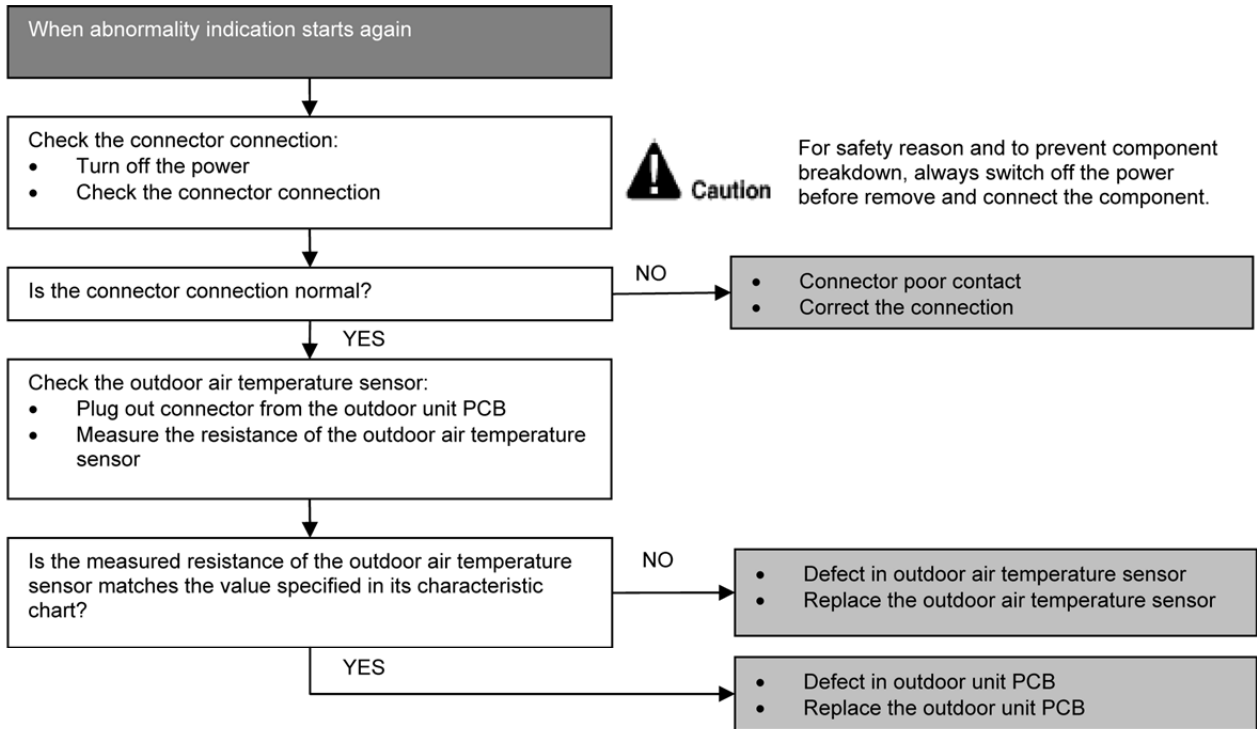 When abnormality indication starts again
Check the connector connection:
• Turn off the power
• Check the connector connection
Caution
For safety reason and to prevent component
breakdown, always switch off the power
before remove and connect the component.
Is the connector connection normal?
NO
• Connector poor contact
• Correct the connection
YES
Check the outdoor air temperature sensor:
• Plug out connector from the outdoor unit PCB
• Measure the resistance of the outdoor air temperature
sensor
Is the measured resistance of the outdoor air temperature
sensor matches the value specified in its characteristic
chart?
NO
• Defect in outdoor air temperature sensor
• Replace the outdoor air temperature sensor
YES
• Defect in outdoor unit PCB
• Replace the outdoor unit PCB